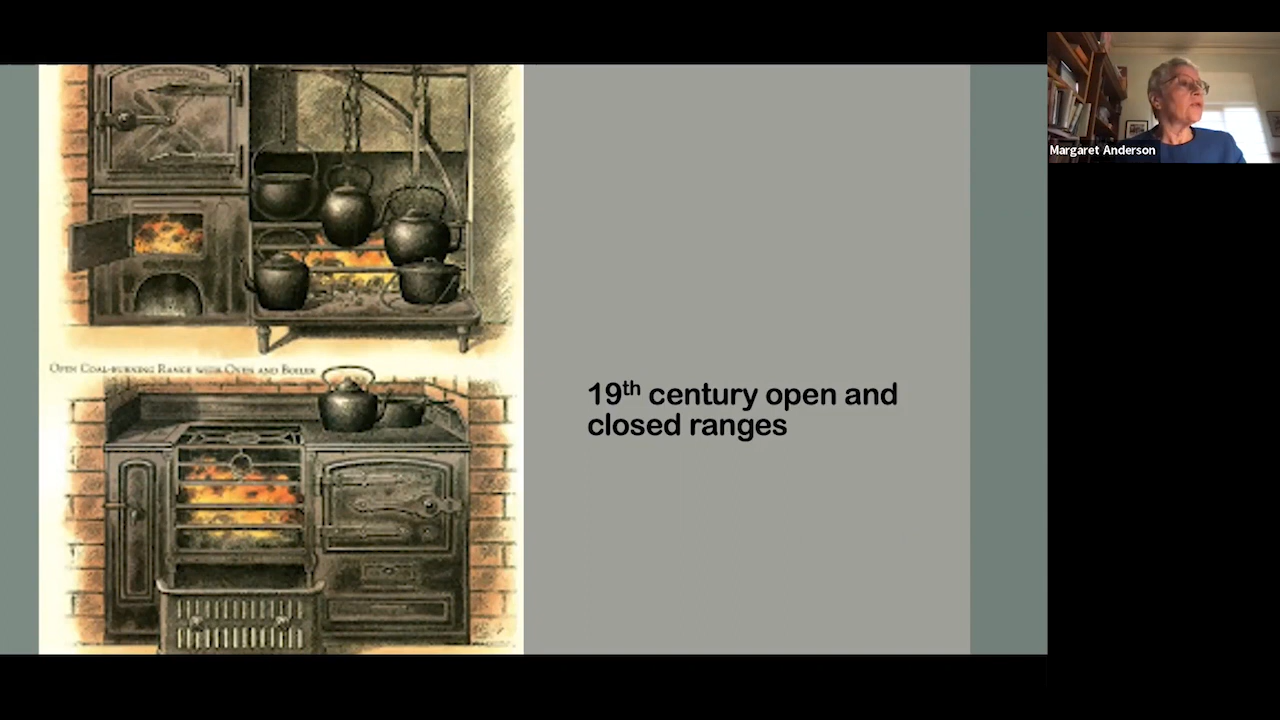 OPEN COAL-BURNING RANGE WITH OVEN AND BOILER
19th century open and
closed ranges
Margaret Anderson